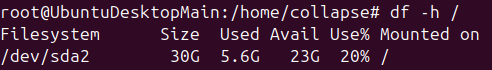 root@UbuntuDesktopMain:/home/collapse# df -h /
Filesystem      Size  Used Avail Use% Mounted on
/dev/sda2        30G  5.6G   23G  20% /